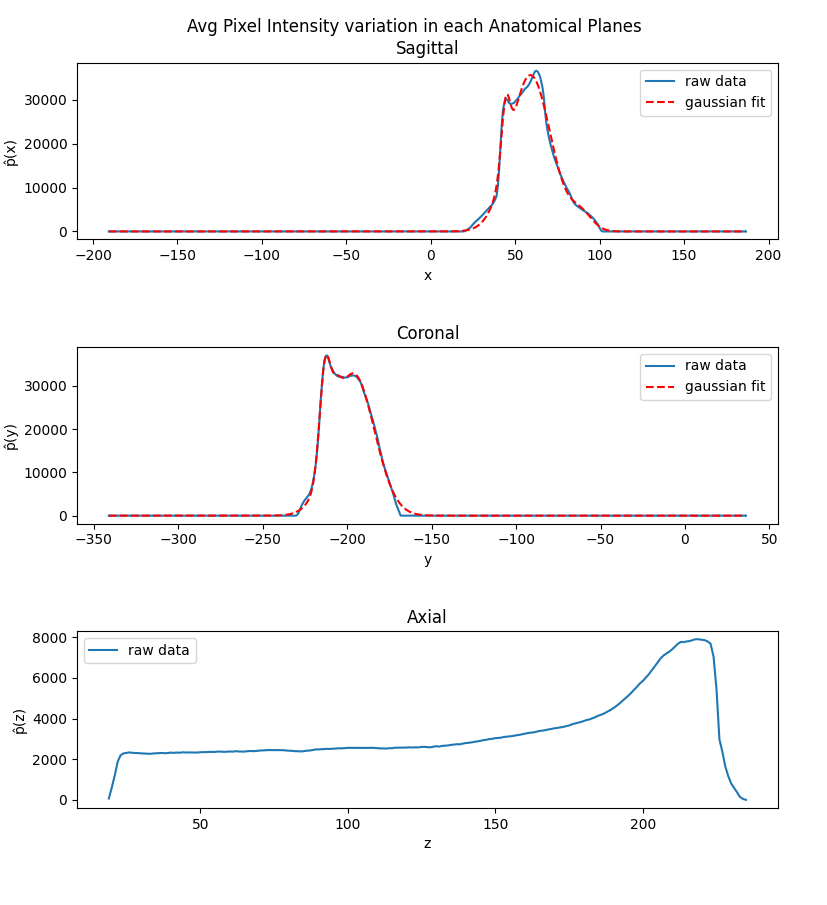 Avg Pixel Intensity variation in each Anatomical Planes
Sagittal
raw data
gaussian fit
30000
20000
10000
0
p̂(x)
−200 −150 −100 −50 0 50 100 150 200
x
Coronal
raw data
gaussian fit
30000
20000
10000
0
p̂(y)
−350 −300 −250 −200 −150 −100 −50 0 50
y
Axial
raw data
8000
6000
4000
2000
0
p̂(z)
50 100 150 200
z